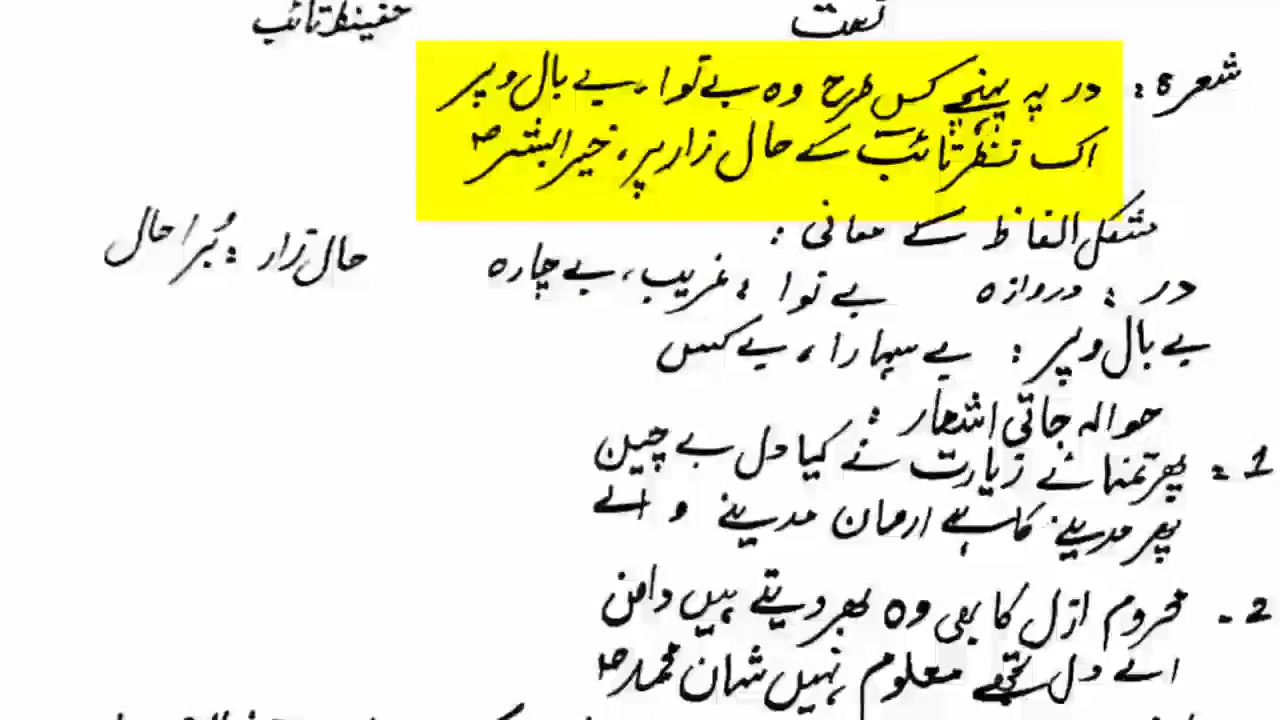 نعت حفیظ تائب
شعر 8: در پہ پہنچے کس طرح وہ بے نوا، بے بال و پر
اک نظر تائب کے حال زار پر، خیر البشرؐ
مشکل الفاظ کے معانی :
در : دروازہ بے نوا : غریب، بے چارہ حال زار : بُرا حال
بے بال و پر : بے سہارا، بے کس
حوالہ جاتی اشعار :
1- پھر تمنائے زیارت نے کیا دل بے چین
پھر مدینے کا ہے ارمان مدینے والے
2- محروم ازل کا بھی وہ بھر دیتے ہیں دامن
اے دل تجھے معلوم نہیں شان محمدؐ